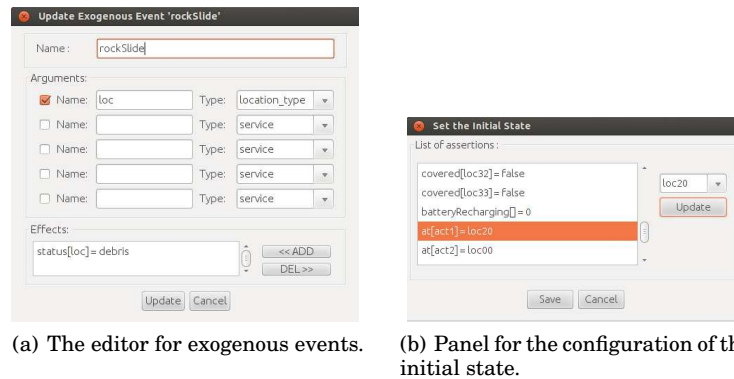 Update Exogenous Event 'rockSlide'
Name : rockSlide
Arguments:
Name: loc Type: location_type
Name: Type: service
Name: Type: service
Name: Type: service
Name: Type: service
Effects:
status[loc] = debris
<< ADD
DEL >>
Update Cancel
(a) The editor for exogenous events.
Set the Initial State
List of assertions :
covered[loc32] = false
covered[loc33] = false
batteryRecharging[] = 0
at[act1] = loc20
at[act2] = loc00
loc20
Update
Save Cancel
(b) Panel for the configuration of th
initial state.